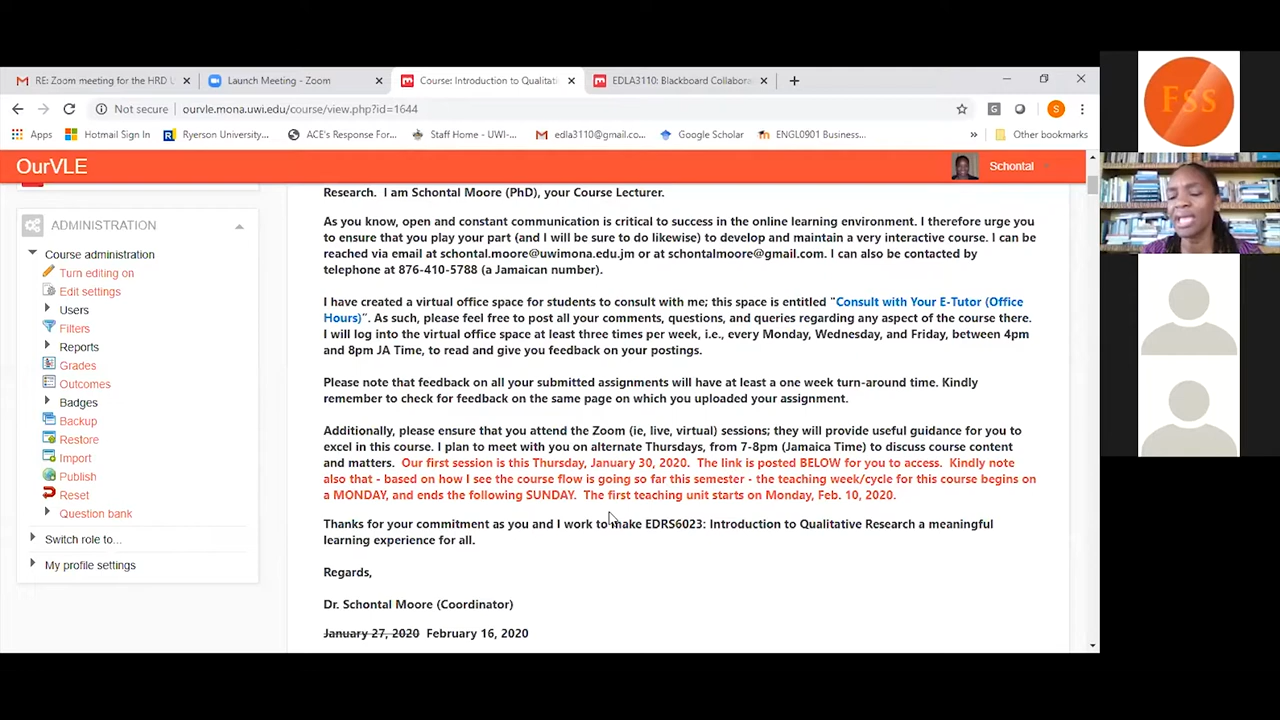 RE: Zoom meeting for the HRD U
Launch Meeting - Zoom
Course: Introduction to Qualitati
EDLA3110: Blackboard Collabora
Not secure ourvle.mona.uwi.edu/course/view.php?id=1644
S
Apps
Hotmail Sign In
Ryerson University...
ACE's Response For...
Staff Home - UWI-...
edla3110@gmail.co...
Google Scholar
ENGL0901 Business...
»
Other bookmarks
OurVLE
Schontal
Fss
ADMINISTRATION
Course administration
Turn editing on
Edit settings
Users
Filters
Reports
Grades
Outcomes
Badges
Backup
Restore
Import
Publish
Reset
Question bank
Switch role to...
My profile settings
Research. I am Schontal Moore (PhD), your Course Lecturer.
As you know, open and constant communication is critical to success in the online learning environment. I therefore urge you
to ensure that you play your part (and I will be sure to do likewise) to develop and maintain a very interactive course. I can be
reached via email at schontal.moore@uwimona.edu.jm or at schontalmoore@gmail.com. I can also be contacted by
telephone at 876-410-5788 (a Jamaican number).
I have created a virtual office space for students to consult with me; this space is entitled "Consult with Your E-Tutor (Office
Hours)". As such, please feel free to post all your comments, questions, and queries regarding any aspect of the course there.
I will log into the virtual office space at least three times per week, i.e., every Monday, Wednesday, and Friday, between 4pm
and 8pm JA Time, to read and give you feedback on your postings.
Please note that feedback on all your submitted assignments will have at least a one week turn-around time. Kindly
remember to check for feedback on the same page on which you uploaded your assignment.
Additionally, please ensure that you attend the Zoom (ie, live, virtual) sessions; they will provide useful guidance for you to
excel in this course. I plan to meet with you on alternate Thursdays, from 7-8pm (Jamaica Time) to discuss course content
and matters. Our first session is this Thursday, January 30, 2020. The link is posted BELOW for you to access. Kindly note
also that - based on how I see the course flow is going so far this semester - the teaching week/cycle for this course begins on
a MONDAY, and ends the following SUNDAY. The first teaching unit starts on Monday, Feb. 10, 2020.
Thanks for your commitment as you and I work to make EDRS6023: Introduction to Qualitative Research a meaningful
learning experience for all.
Regards,
Dr. Schontal Moore (Coordinator)
January 27, 2020 February 16, 2020